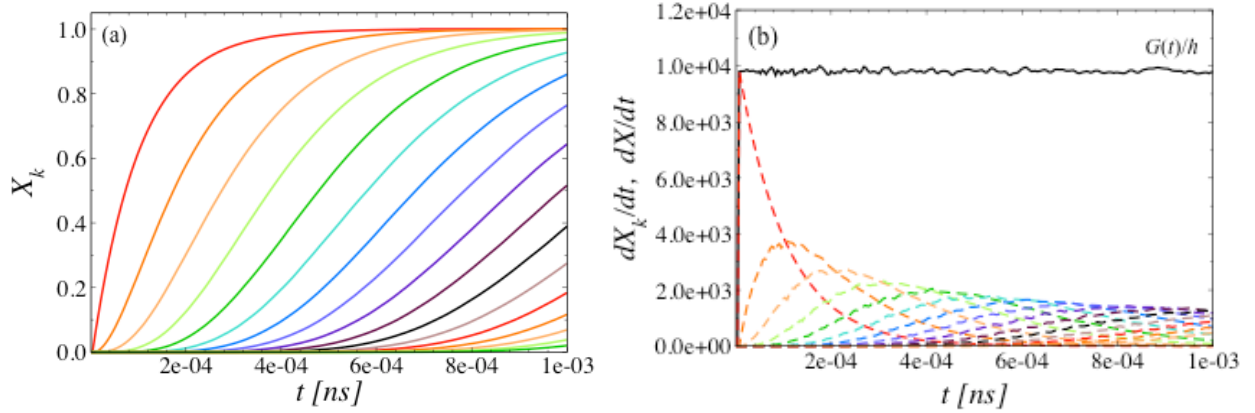 (a)
1.0
0.8
0.6
0.4
0.2
0.0
X_k
2e-04 4e-04 6e-04 8e-04 1e-03
t [ns]
(b)
G(t)/h
1.2e+04
1.0e+04
8.0e+03
6.0e+03
4.0e+03
2.0e+03
0.0e+00
dX_k/dt, dX/dt
2e-04 4e-04 6e-04 8e-04 1e-03
t [ns]